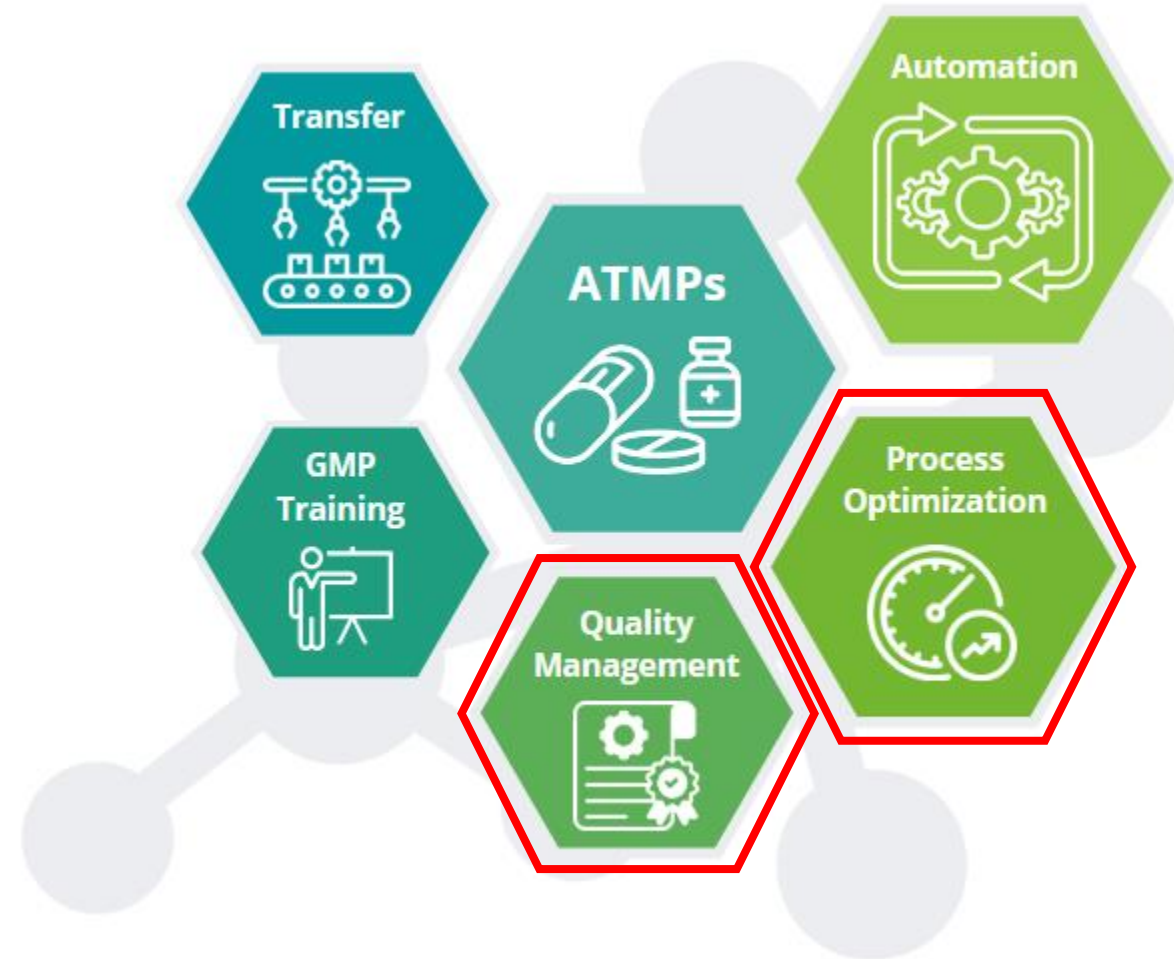 Automation
Transfer
ATMPs
GMP
Training
Process
Optimization
Quality
Management